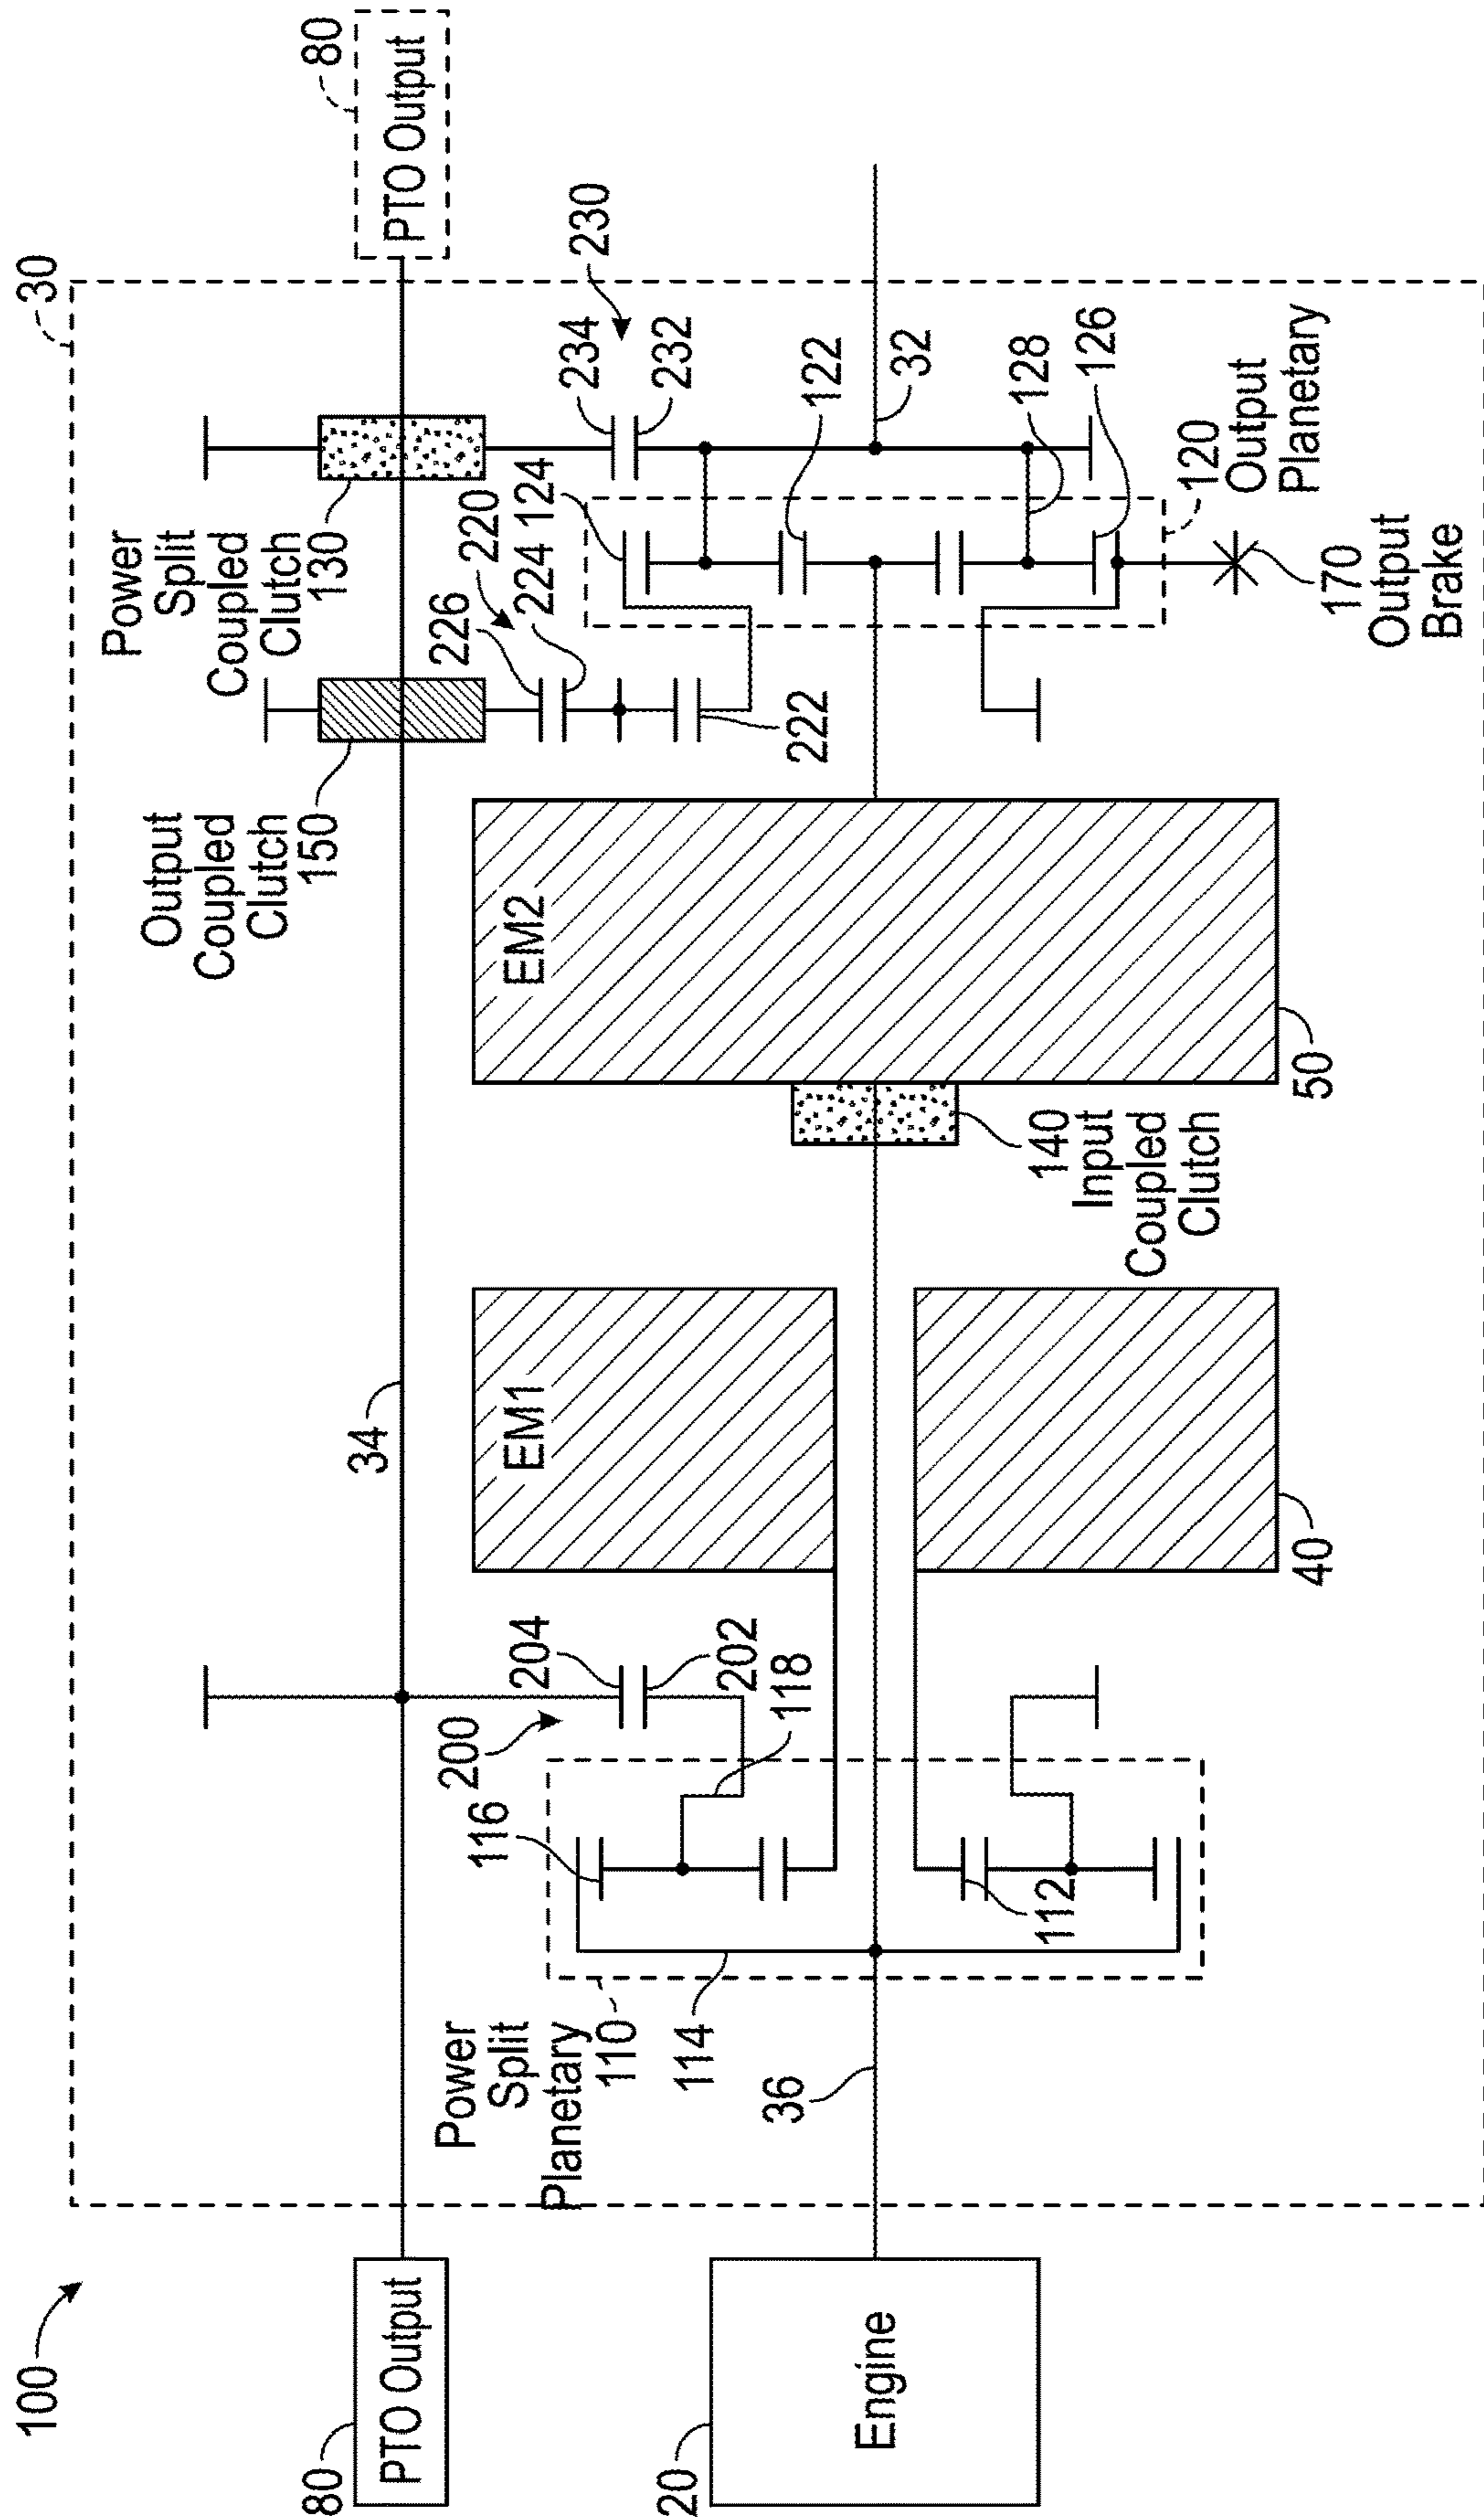 100
30
80
PTO Output
80
PTO Output
20
Engine
36
34
Power
Split
Planetary
110
114
116
112
118
200
204
202
EM1
40
EM2
50
140
Input
Coupled
Clutch
Output
Coupled
Clutch
150
Power
Split
Coupled
Clutch
130
226
220
224
222
124
234
232
230
122
32
128
126
120
Output
Planetary
170
Output
Brake